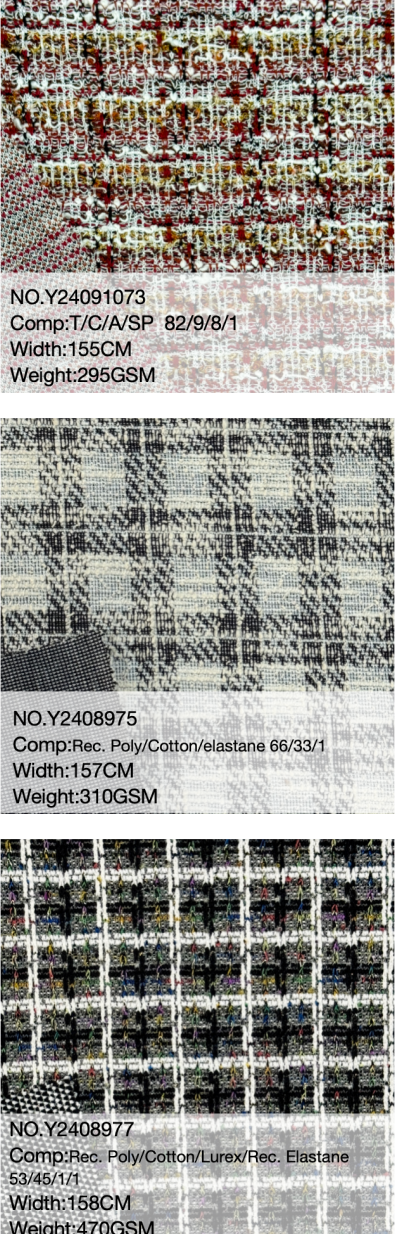 NO.Y24091073
Comp:T/C/A/SP 82/9/8/1
Width:155CM
Weight:295GSM
NO.Y2408975
Comp:Rec. Poly/Cotton/elastane 66/33/1
Width:157CM
Weight:310GSM
NO.Y2408977
Comp:Rec. Poly/Cotton/Lurex/Rec. Elastane
53/45/1/1
Width:158CM
Weight:470GSM